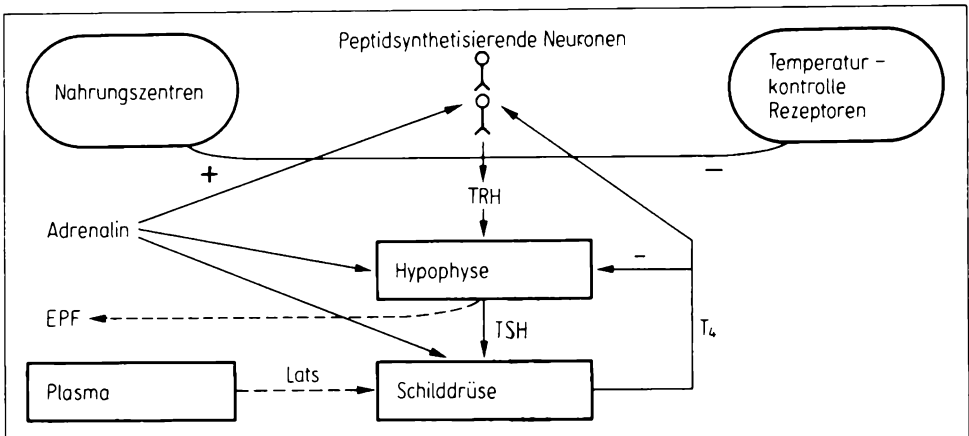 Peptidsynthetisierende Neuronen
Nahrungszentren
Temperatur –
kontrolle
Rezeptoren
+
–
TRH
Adrenalin
Hypophyse
–
EPF
TSH
T₄
Lats
Plasma
Schilddrüse